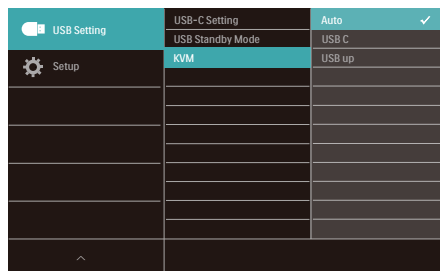 USB Setting
Setup
USB-C Setting
USB Standby Mode
KVM
Auto
USB C
USB up